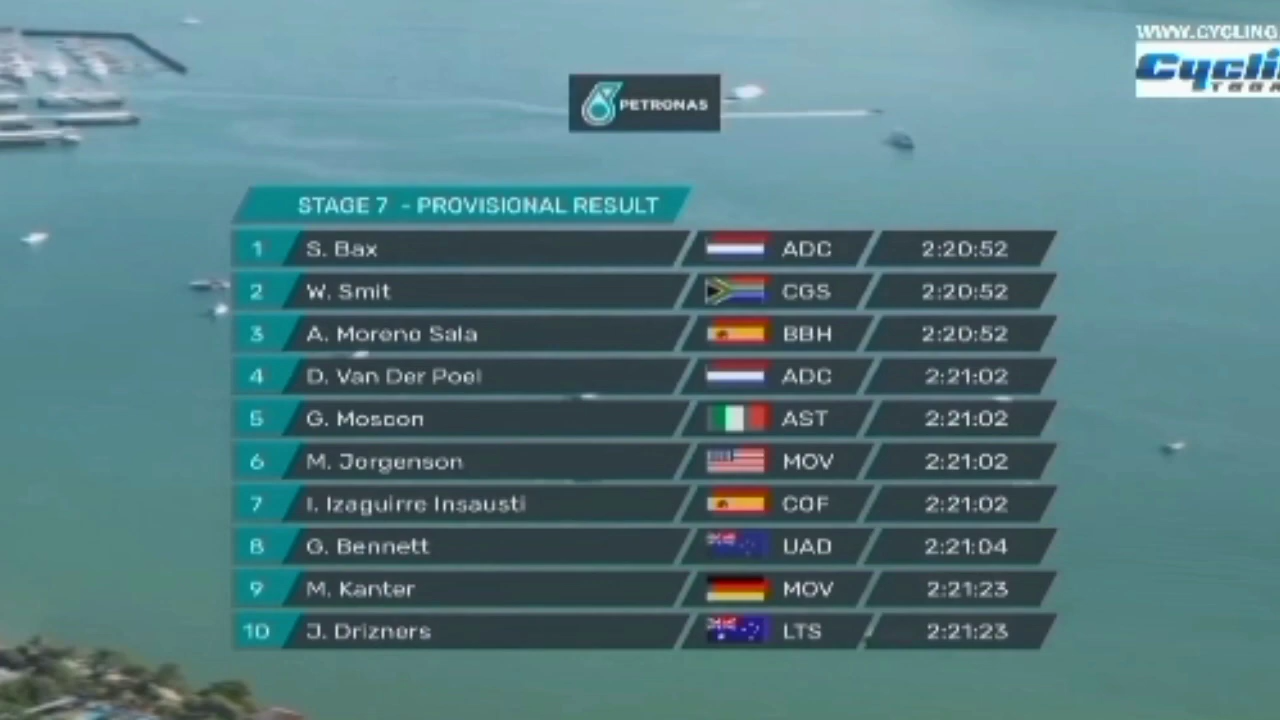 WWW.CYCLING
Cycli
PETRONAS
STAGE 7 - PROVISIONAL RESULT
1 S. Bax ADC 2:20:52
2 W. Smit CGS 2:20:52
3 A. Moreno Sala BBH 2:20:52
4 D. Van Der Poel ADC 2:21:02
5 G. Moscon AST 2:21:02
6 M. Jorgenson MOV 2:21:02
7 I. Izaguirre Insausti COF 2:21:02
8 G. Bennett UAD 2:21:04
9 M. Kanter MOV 2:21:23
10 J. Drizners LTS 2:21:23